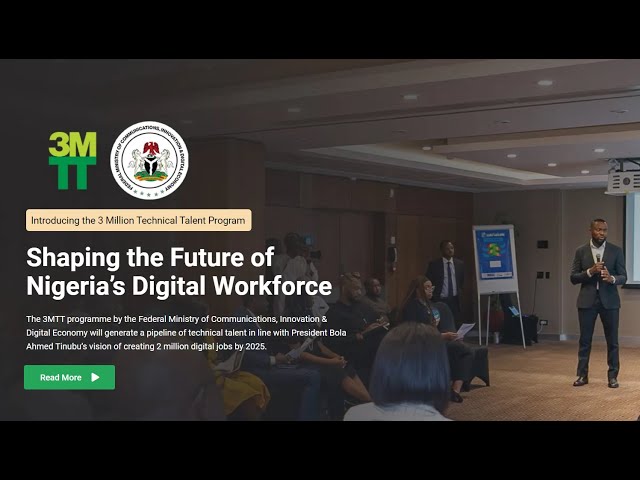 3M
TT
FEDERAL MINISTRY OF COMMUNICATIONS, INNOVATION & DIGITAL ECONOMY
Introducing the 3 Million Technical Talent Program
Shaping the Future of
Nigeria's Digital Workforce
The 3MTT programme by the Federal Ministry of Communications, Innovation &
Digital Economy will generate a pipeline of technical talent in line with President Bola
Ahmed Tinubu's vision of creating 2 million digital jobs by 2025.
Read More